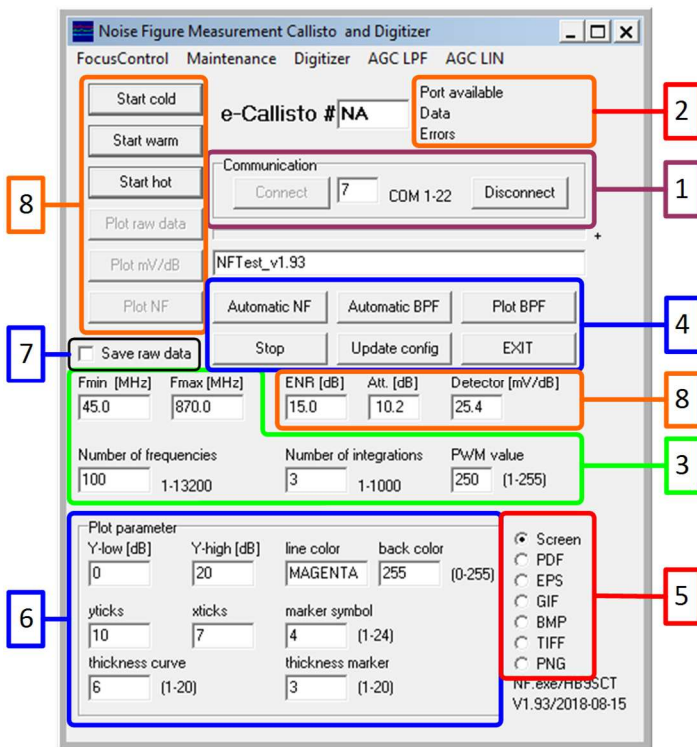 Noise Figure Measurement Callisto and Digitizer
FocusControl Maintenance Digitizer AGC LPF AGC LIN
Start cold
Start warm
Start hot
Plot raw data
Plot mV/dB
Plot NF
8
e-Callisto # NA
Port available
Data
Errors
2
Communication
Connect 7 COM 1-22 Disconnect
1
+
NFTest_v1.93
Automatic NF Automatic BPF Plot BPF
Stop Update config EXIT
4
7
Save raw data
Fmin [MHz] Fmax [MHz]
45.0 870.0
ENR [dB] Att. [dB] Detector [mV/dB]
15.0 10.2 25.4
8
Number of frequencies Number of integrations PWM value
100 1-13200 3 1-1000 250 (1-255)
3
Plot parameter
Y-low [dB] Y-high [dB] line color back color
0 20 MAGENTA 255 (0-255)
yticks xticks marker symbol
10 7 4 (1-24)
thickness curve thickness marker
6 (1-20) 3 (1-20)
6
Screen
PDF
EPS
GIF
BMP
TIFF
PNG
5
NF.exe/HB9SCT
V1.93/2018-08-15